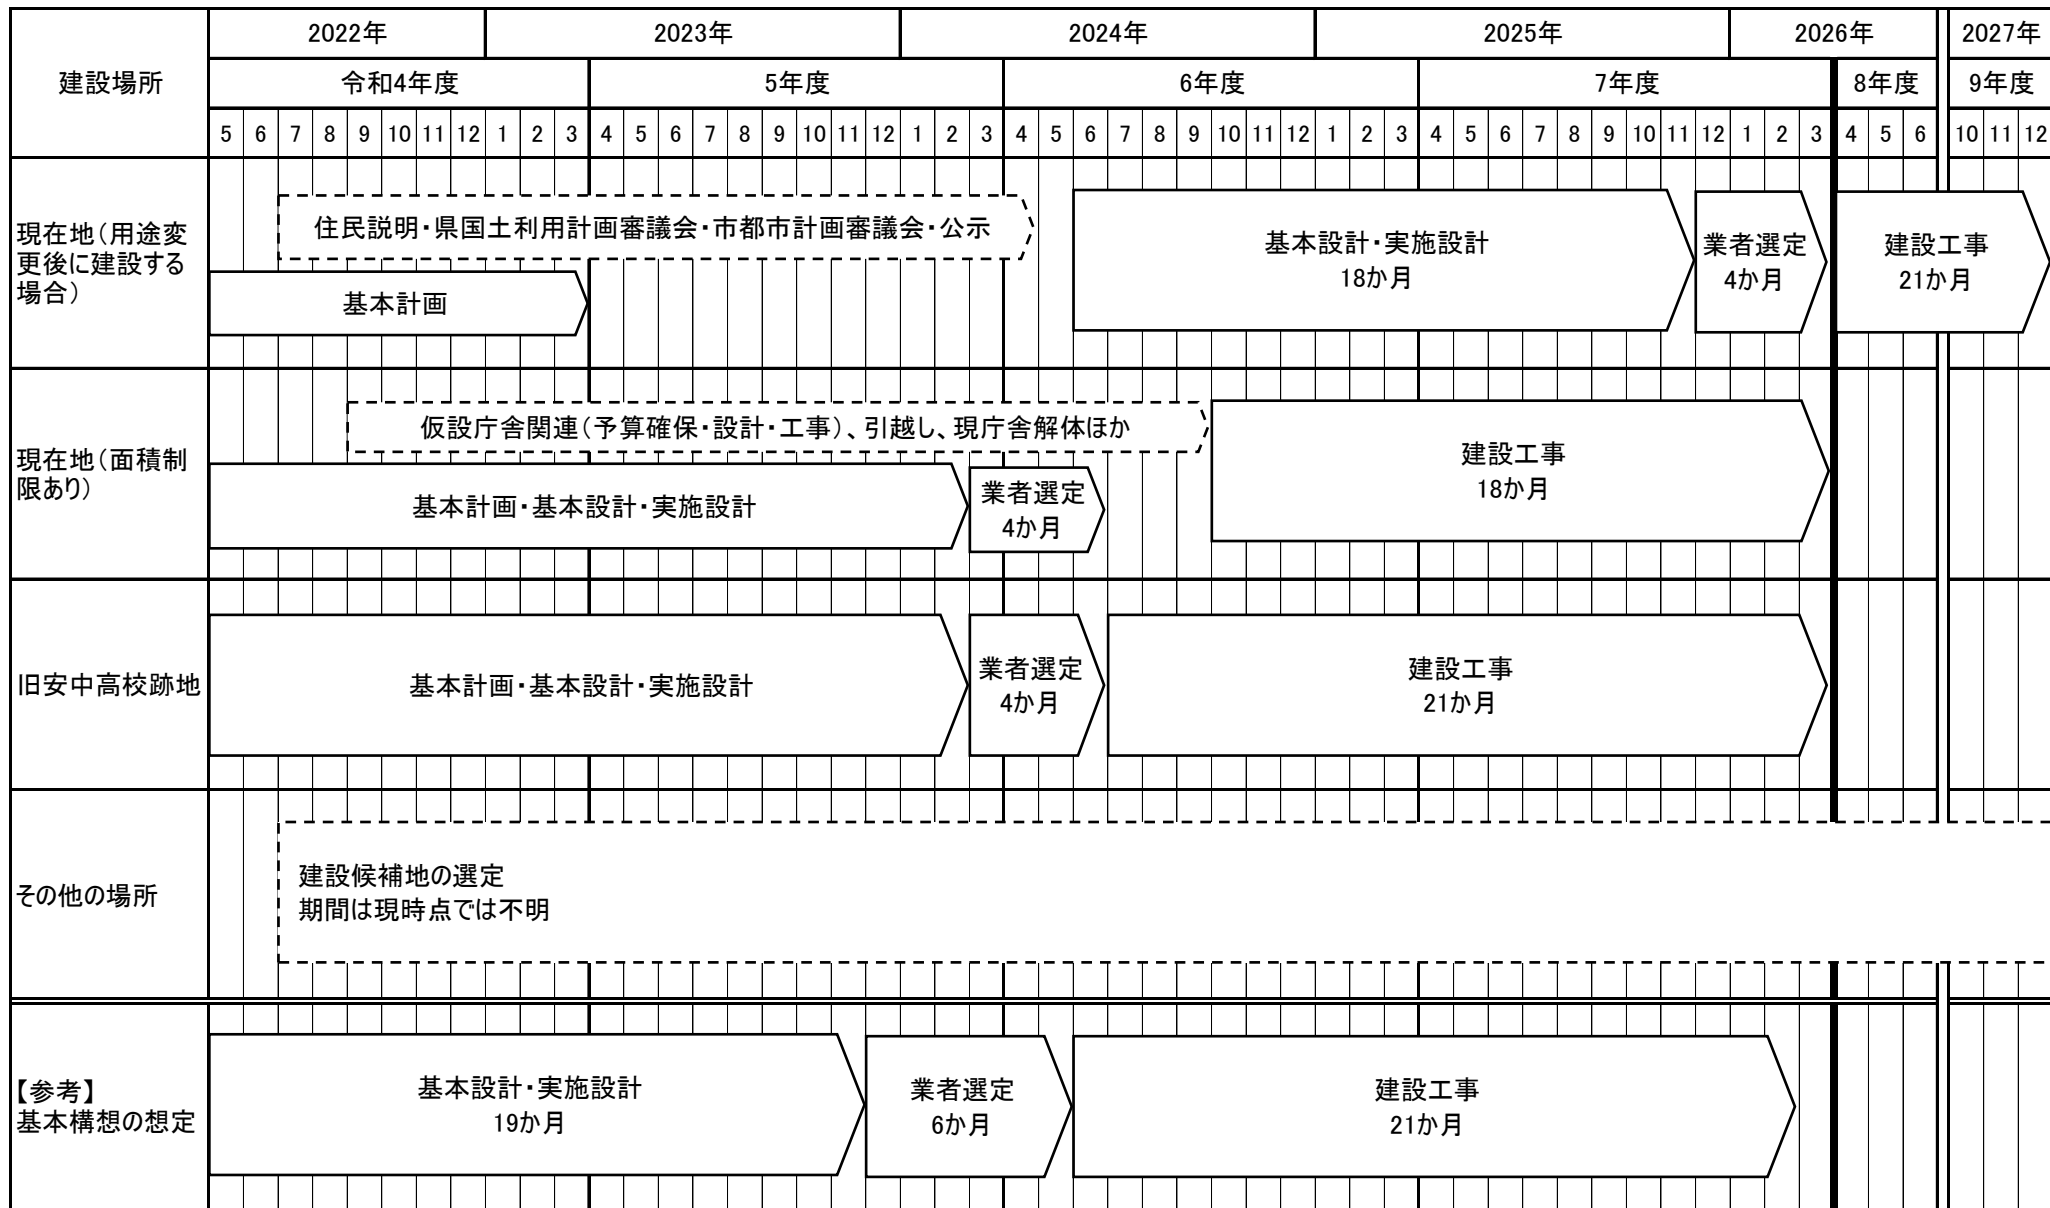 建設場所
2022年 2023年 2024年 2025年 2026年 2027年
令和4年度 5年度 6年度 7年度 8年度 9年度
5 6 7 8 9 10 11 12 1 2 3 4 5 6 7 8 9 10 11 12 1 2 3 4 5 6 7 8 9 10 11 12 1 2 3 4 5 6 7 8 9 10 11 12 1 2 3 4 5 6 10 11 12
現在地（用途変
更後に建設する
場合）
住民説明・県国土利用計画審議会・市都市計画審議会・公示
基本計画
基本設計・実施設計
18か月
業者選定
4か月
建設工事
21か月
現在地（面積制
限あり）
仮設庁舎関連（予算確保・設計・工事）、引越し、現庁舎解体ほか
基本計画・基本設計・実施設計
業者選定
4か月
建設工事
18か月
旧安中高校跡地
基本計画・基本設計・実施設計
業者選定
4か月
建設工事
21か月
その他の場所
建設候補地の選定
期間は現時点では不明
【参考】
基本構想の想定
基本設計・実施設計
19か月
業者選定
6か月
建設工事
21か月